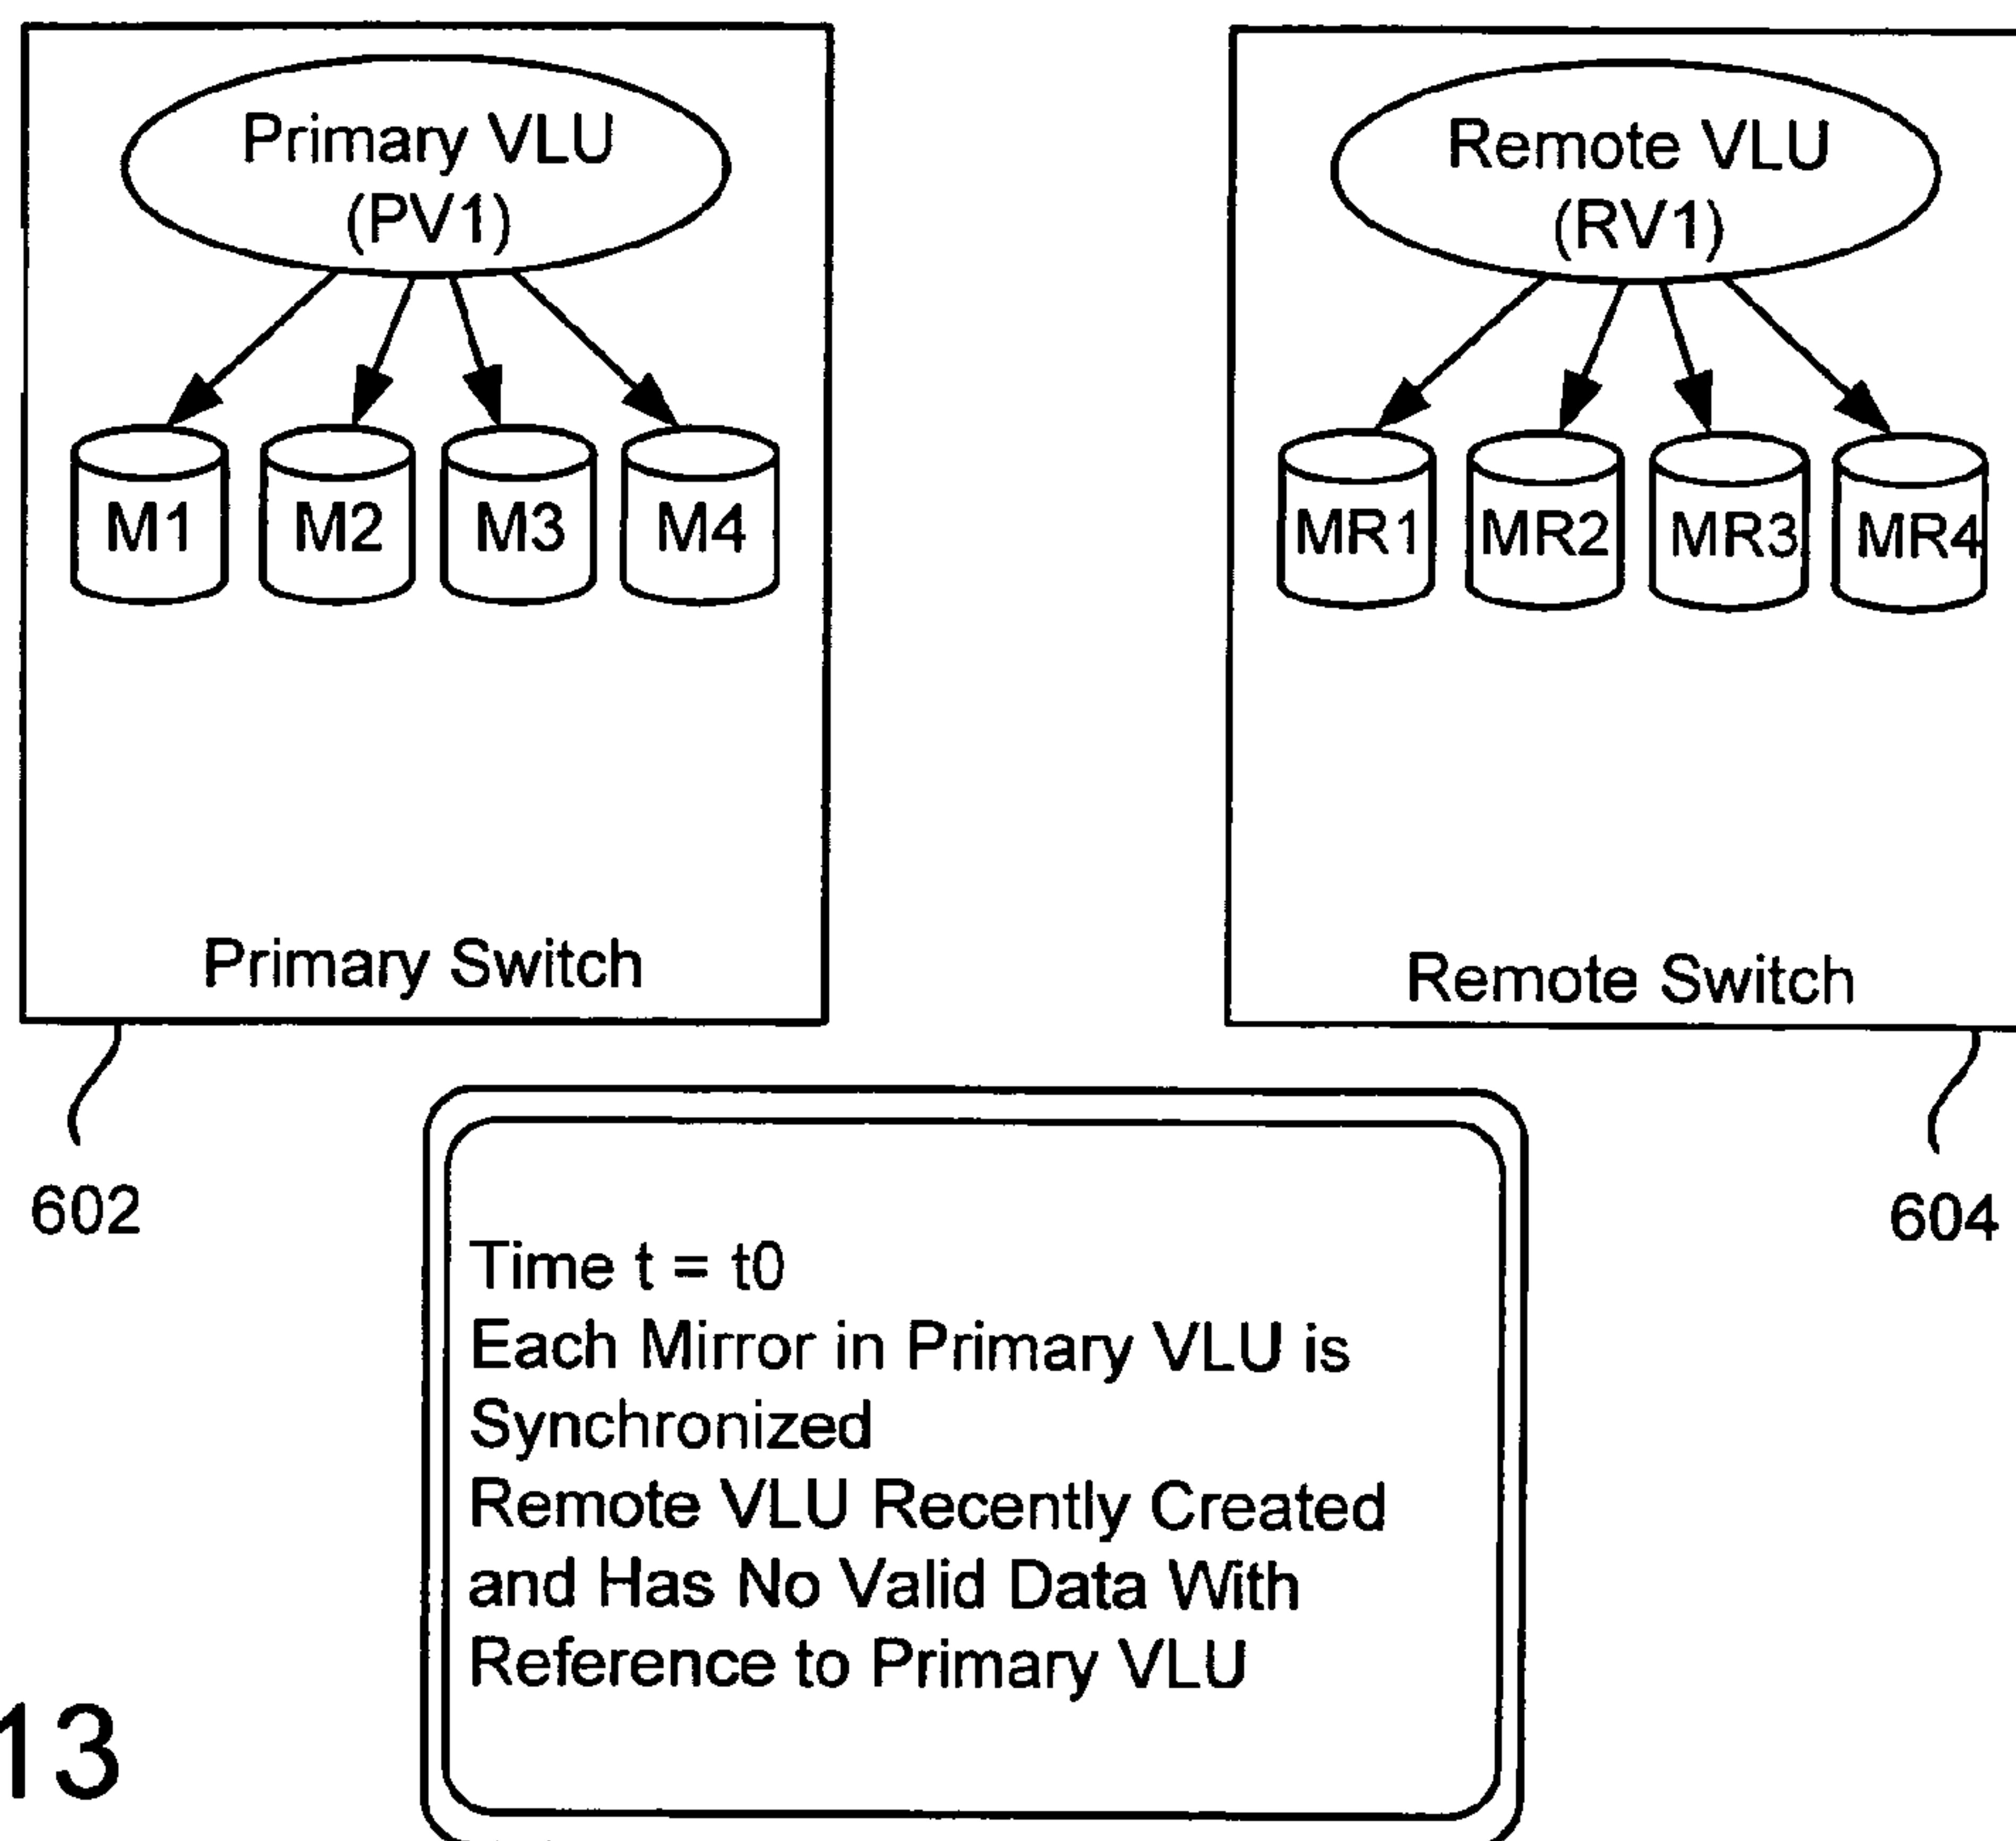 Primary VLU
(PV1)
M1 M2 M3 M4
Primary Switch
602
Remote VLU
(RV1)
MR1 MR2 MR3 MR4
Remote Switch
604
Time t = t0
Each Mirror in Primary VLU is
Synchronized
Remote VLU Recently Created
and Has No Valid Data With
Reference to Primary VLU
13